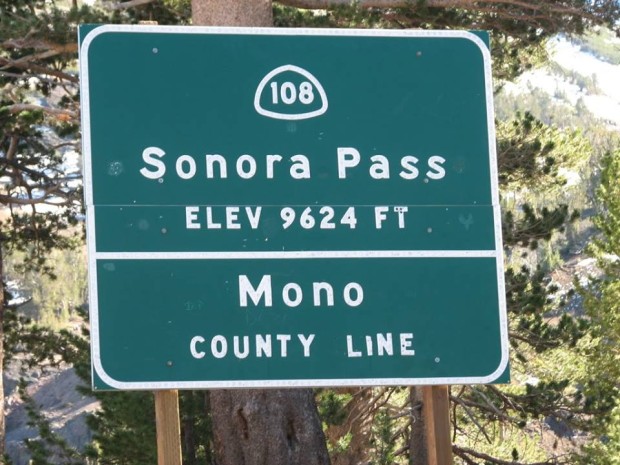 108
Sonora Pass
ELEV 9624 FT
Mono
COUNTY LINE